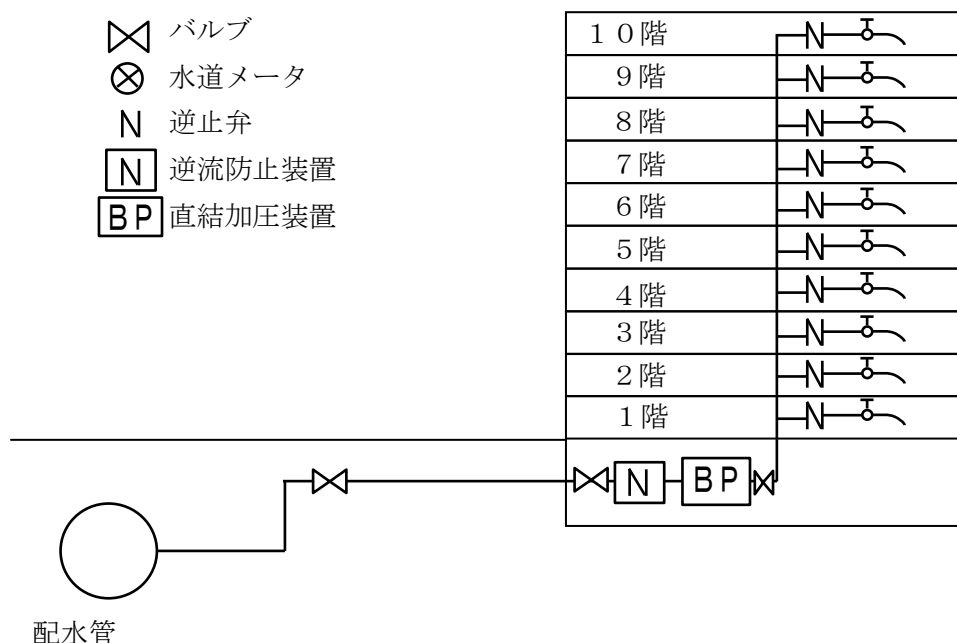 バルブ
水道メータ
N 逆止弁
N 逆流防止装置
BP 直結加圧装置
10階 N
9階 N
8階 N
7階 N
6階 N
5階 N
4階 N
3階 N
2階 N
1階 N
N BP
配水管